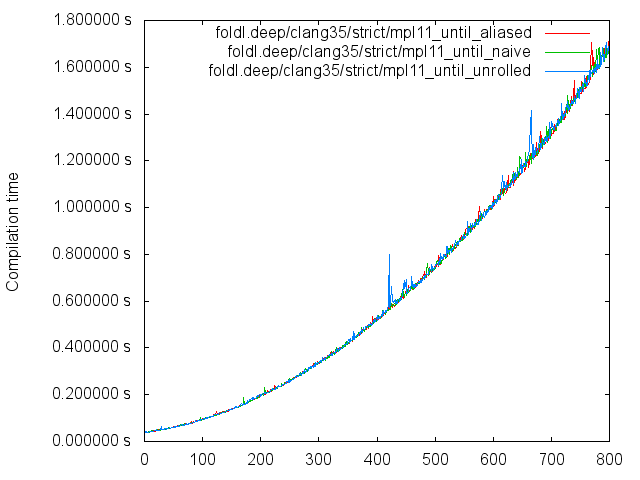 foldl.deep/clang35/strict/mpl11_until_aliased
foldl.deep/clang35/strict/mpl11_until_naive
foldl.deep/clang35/strict/mpl11_until_unrolled
1.800000 s
1.600000 s
1.400000 s
1.200000 s
1.000000 s
0.800000 s
0.600000 s
0.400000 s
0.200000 s
0.000000 s
Compilation time
0 100 200 300 400 500 600 700 800